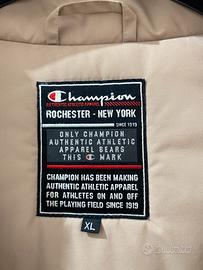 Champion
AUTHENTIC ATHLETIC APPAREL
ROCHESTER - NEW YORK
SINCE 1919
ONLY CHAMPION
AUTHENTIC ATHLETIC
APPAREL BEARS
THIS C MARK
CHAMPION HAS BEEN MAKING
AUTHENTIC ATHLETIC APPAREL
FOR ATHLETES ON AND OFF
THE PLAYING FIELD SINCE 1919
XL
subito